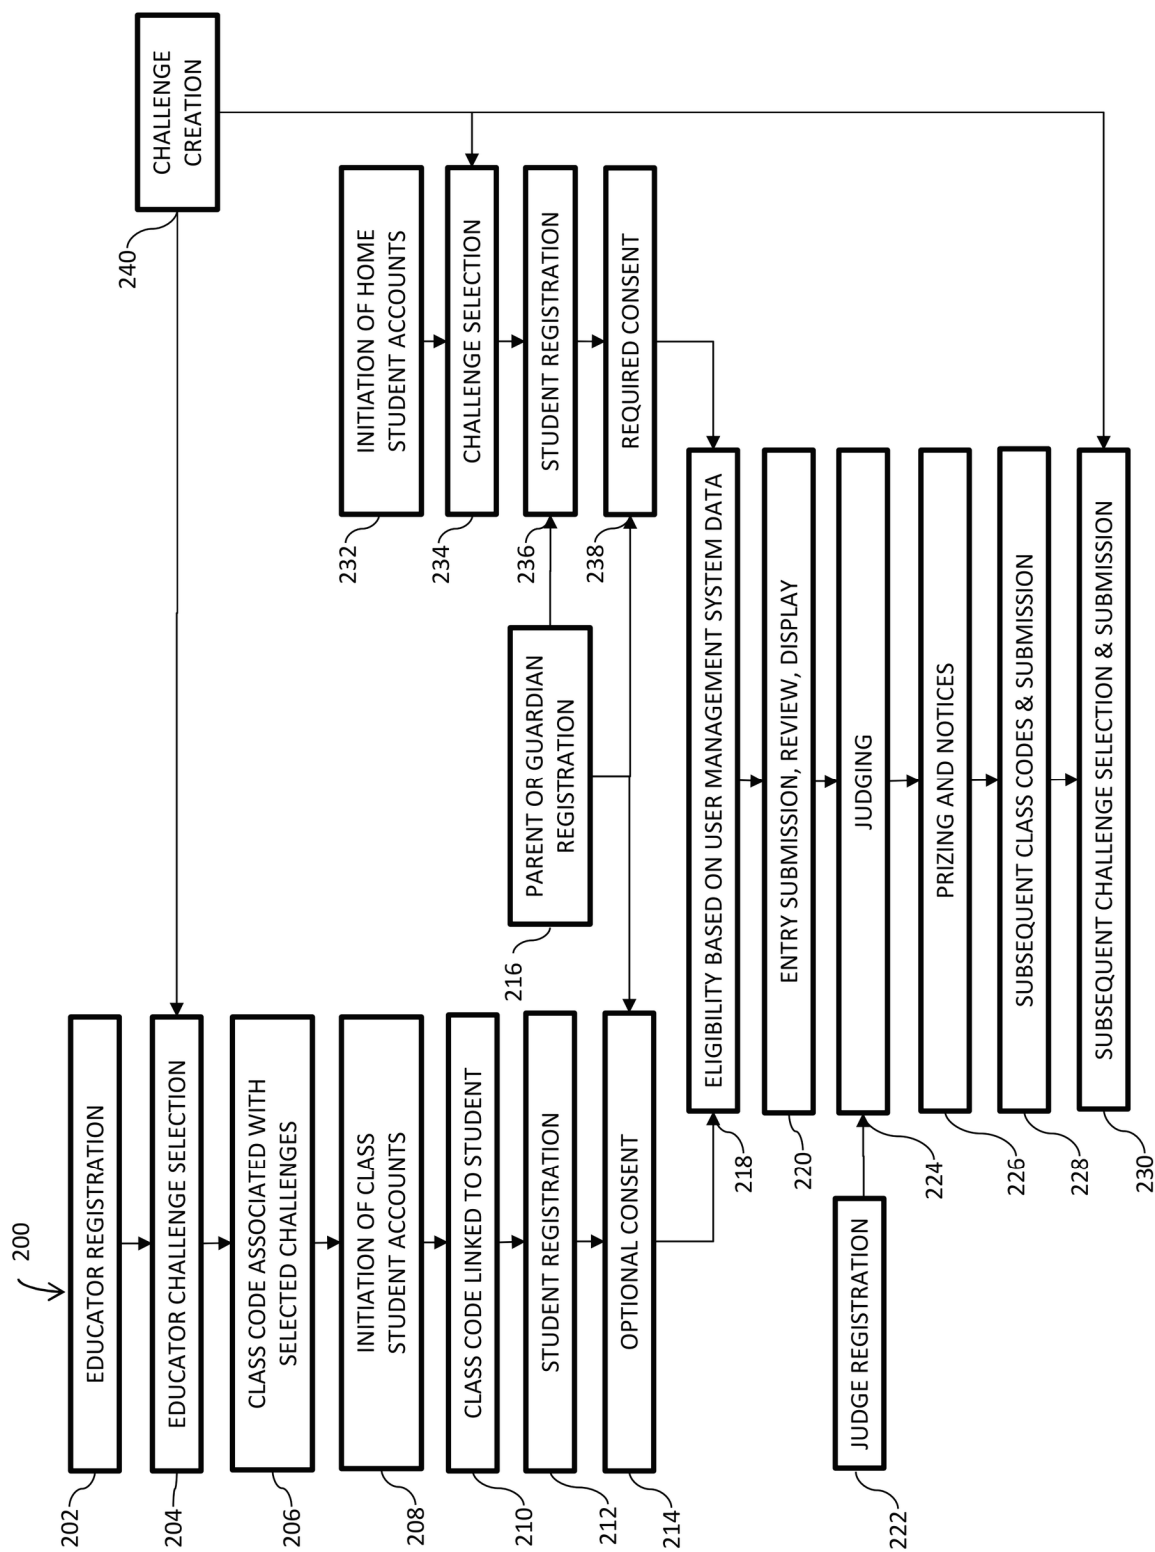 200
202
EDUCATOR REGISTRATION
204
EDUCATOR CHALLENGE SELECTION
206
CLASS CODE ASSOCIATED WITH
SELECTED CHALLENGES
208
INITIATION OF CLASS
STUDENT ACCOUNTS
210
CLASS CODE LINKED TO STUDENT
212
STUDENT REGISTRATION
214
OPTIONAL CONSENT
216
PARENT OR GUARDIAN
REGISTRATION
240
CHALLENGE
CREATION
232
INITIATION OF HOME
STUDENT ACCOUNTS
234
CHALLENGE SELECTION
236
STUDENT REGISTRATION
238
REQUIRED CONSENT
218
ELIGIBILITY BASED ON USER MANAGEMENT SYSTEM DATA
220
ENTRY SUBMISSION, REVIEW, DISPLAY
222
JUDGE REGISTRATION
224
JUDGING
226
PRIZING AND NOTICES
228
SUBSEQUENT CLASS CODES & SUBMISSION
230
SUBSEQUENT CHALLENGE SELECTION & SUBMISSION